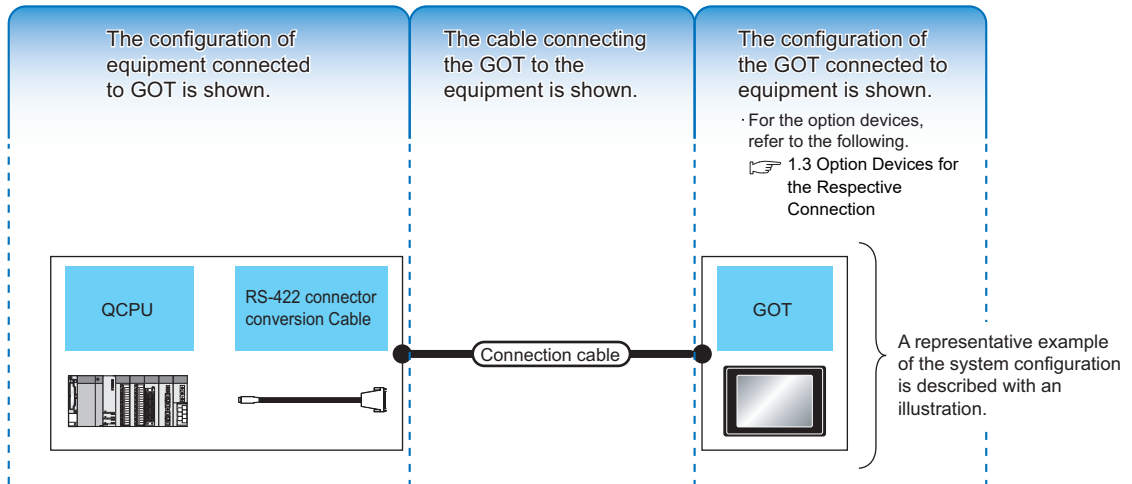 The configuration of
equipment connected
to GOT is shown.
The cable connecting
the GOT to the
equipment is shown.
The configuration of
the GOT connected to
equipment is shown.
· For the option devices,
refer to the following.
☞ 1.3 Option Devices for
the Respective
Connection
QCPU
RS-422 connector
conversion Cable
Connection cable
GOT
A representative example
of the system configuration
is described with an
illustration.